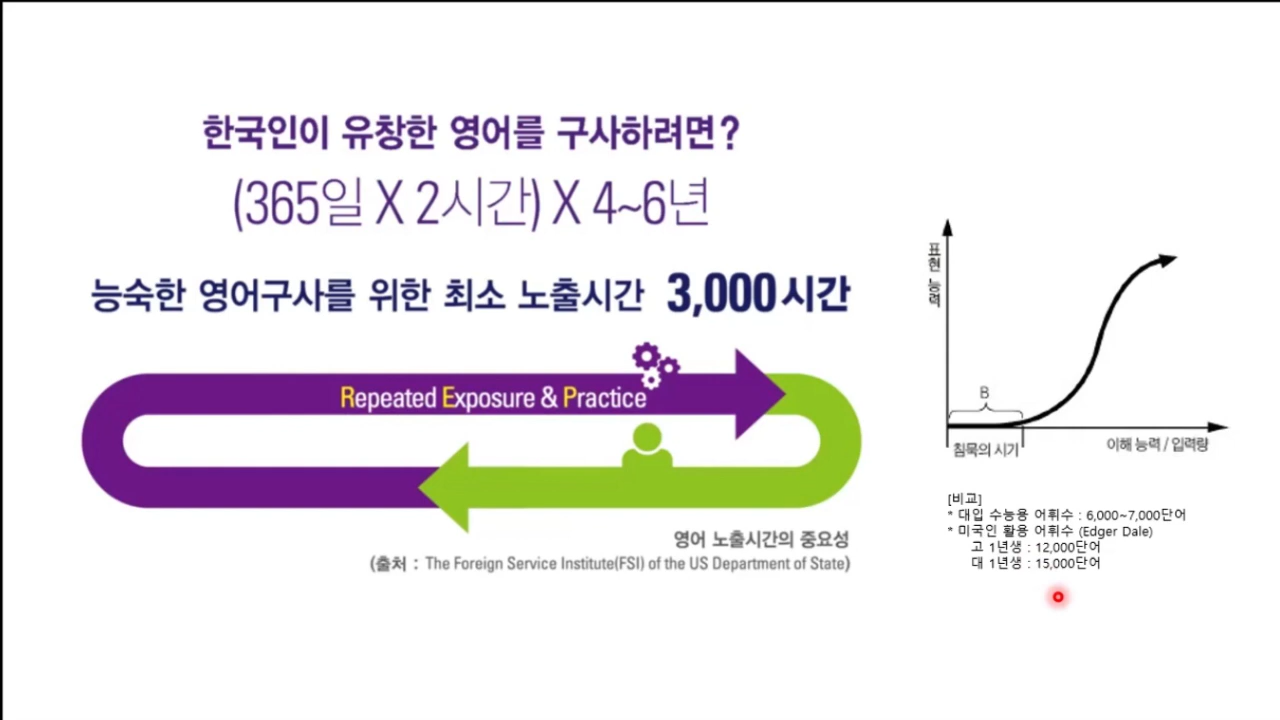 한국인이 유창한 영어를 구사하려면?
(365일 X 2시간) X 4~6년
능숙한 영어구사를 위한 최소 노출시간 3,000시간
Repeated Exposure & Practice
영어 노출시간의 중요성
(출처 : The Foreign Service Institute(FSI) of the US Department of State)
표현 능력
B
침묵의 시기
이해 능력 / 입력량
[비교]
* 대입 수능용 어휘수 : 6,000~7,000단어
* 미국인 활용 어휘수 (Edger Dale)
고 1년생 : 12,000단어
대 1년생 : 15,000단어